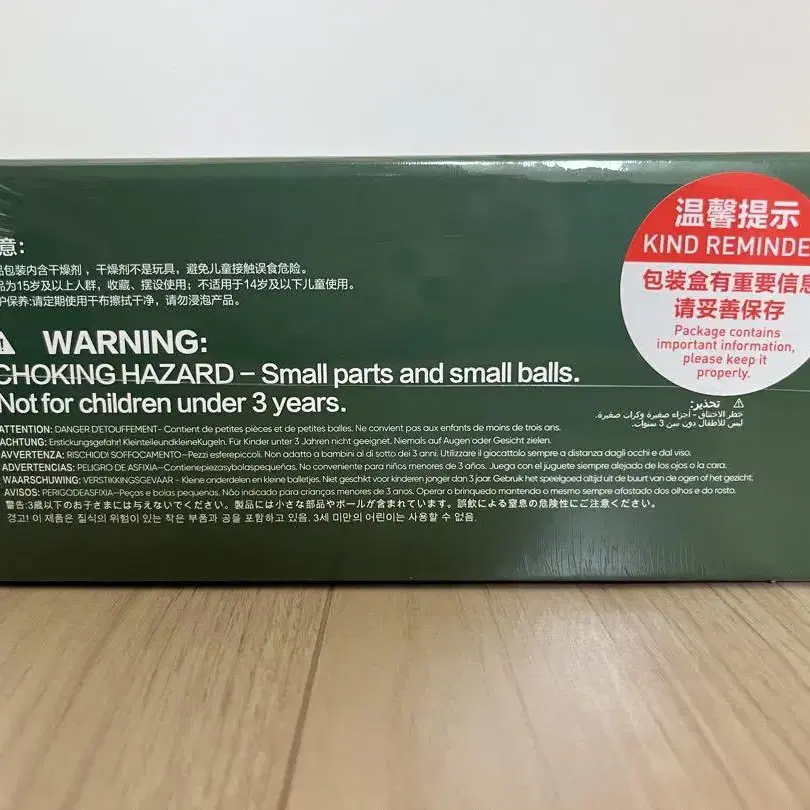 意:
品包装内含干燥剂，干燥剂不是玩具，避免儿童接触误食危险。
品为15岁及以上人群，收藏、摆设使用；不适用于14岁及以下儿童使用。
护保养:请定期使用干布擦拭干净，请勿浸泡产品。
WARNING:
CHOKING HAZARD – Small parts and small balls.
Not for children under 3 years.
ATTENTION: DANGER D'ETOUFFEMENT- Contient de petites pièces et de petites balles. Ne convient pas aux enfants de moins de trois ans.
ACHTUNG: Erstickungsgefahr! KleinteileundkleineKugeln. Für Kinder unter 3 Jahren nicht geeignet. Niemals auf Augen oder Gesicht zielen.
AVVERTENZA: RISCHIODI SOFFOCAMENTO–Pezzi esferepiccoli. Non adatto a bambini al di sotto dei 3 anni. Utilizzare il giocattolo sempre a distanza dagli occhi e dal viso.
ADVERTENCIAS: PELIGRO DE ASFIXIA–Contienepiezasybolaspequeñas. No conveniente para niños menores de 3 años. Juega con el juguete siempre alejado de los ojos o la cara.
WAARSCHUWING: VERSTIKKINGSGEVAAR - Kleine onderdelen en kleine balletjes. Niet geschikt voor kinderen jonger dan 3 jaar. Gebruik het speelgoed altijd uit de buurt van de ogen of het gezicht.
AVISOS: PERIGODEASFIXIA–Peças e bolas pequenas. Não indicado para crianças menores de 3 anos. Operar o brinquedo mantendo o mesmo sempre afastado dos olhos e do rosto.
警告:3歳以下のお子さまには与えないでください。製品には小さな部品やボールが含まれています。誤飲による窒息の危険性にご注意ください。
경고! 이 제품은 질식의 위험이 있는 작은 부품과 공을 포함하고 있음. 3세 미만의 어린이는 사용할 수 없음.
温馨提示
KIND REMINDE
包装盒有重要信息
请妥善保存
Package contains
important information,
please keep it
properly.
تحذير:
خطر الاختناق - أجزاء صغيرة وكرات صغيرة.
ليس للأطفال دون سن 3 سنوات.